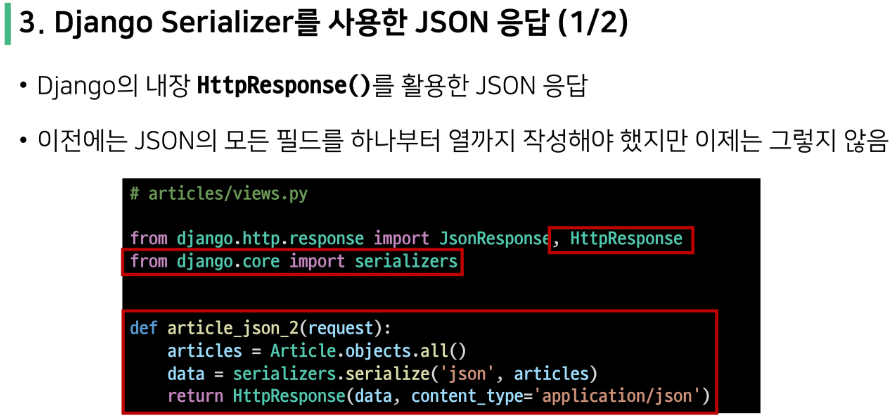 3. Django Serializer를 사용한 JSON 응답 (1/2)
• Django의 내장 HttpResponse()를 활용한 JSON 응답
• 이전에는 JSON의 모든 필드를 하나부터 열까지 작성해야 했지만 이제는 그렇지 않음
# articles/views.py
from django.http.response import JsonResponse, HttpResponse
from django.core import serializers
def article_json_2(request):
    articles = Article.objects.all()
    data = serializers.serialize('json', articles)
    return HttpResponse(data, content_type='application/json')